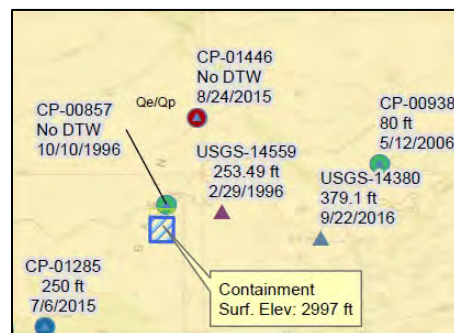 CP-01446
No DTW
8/24/2015
CP-00857
No DTW
10/10/1996
Qe/Qp
CP-00938
80 ft
5/12/2006
USGS-14559
253.49 ft
2/29/1996
USGS-14380
379.1 ft
9/22/2016
CP-01285
250 ft
7/6/2015
Containment
Surf. Elev: 2997 ft